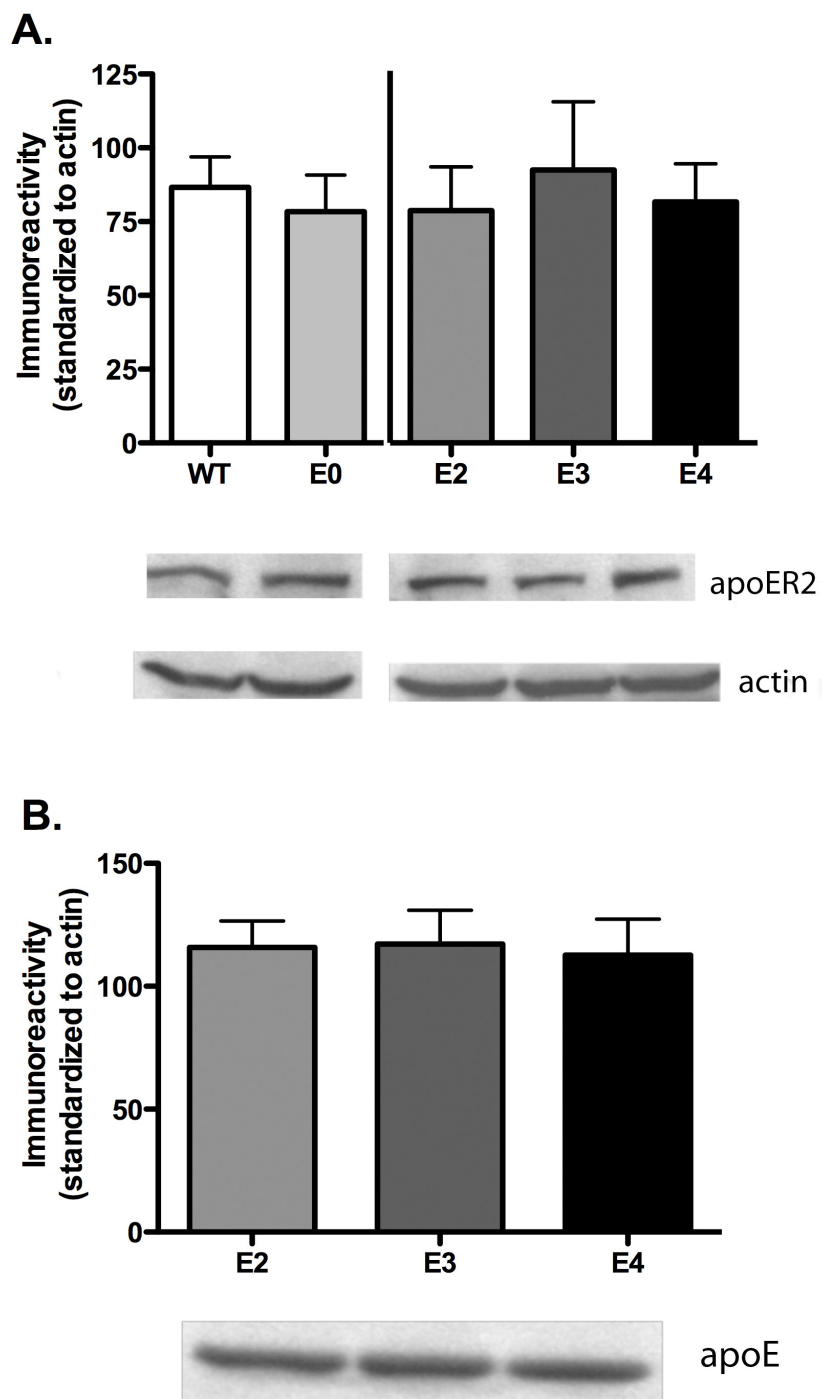 A.
Immunoreactivity
(standardized to actin)
125
100
75
50
25
0
WT E0 E2 E3 E4
apoER2
actin
B.
Immunoreactivity
(standardized to actin)
150
100
50
0
E2 E3 E4
apoE